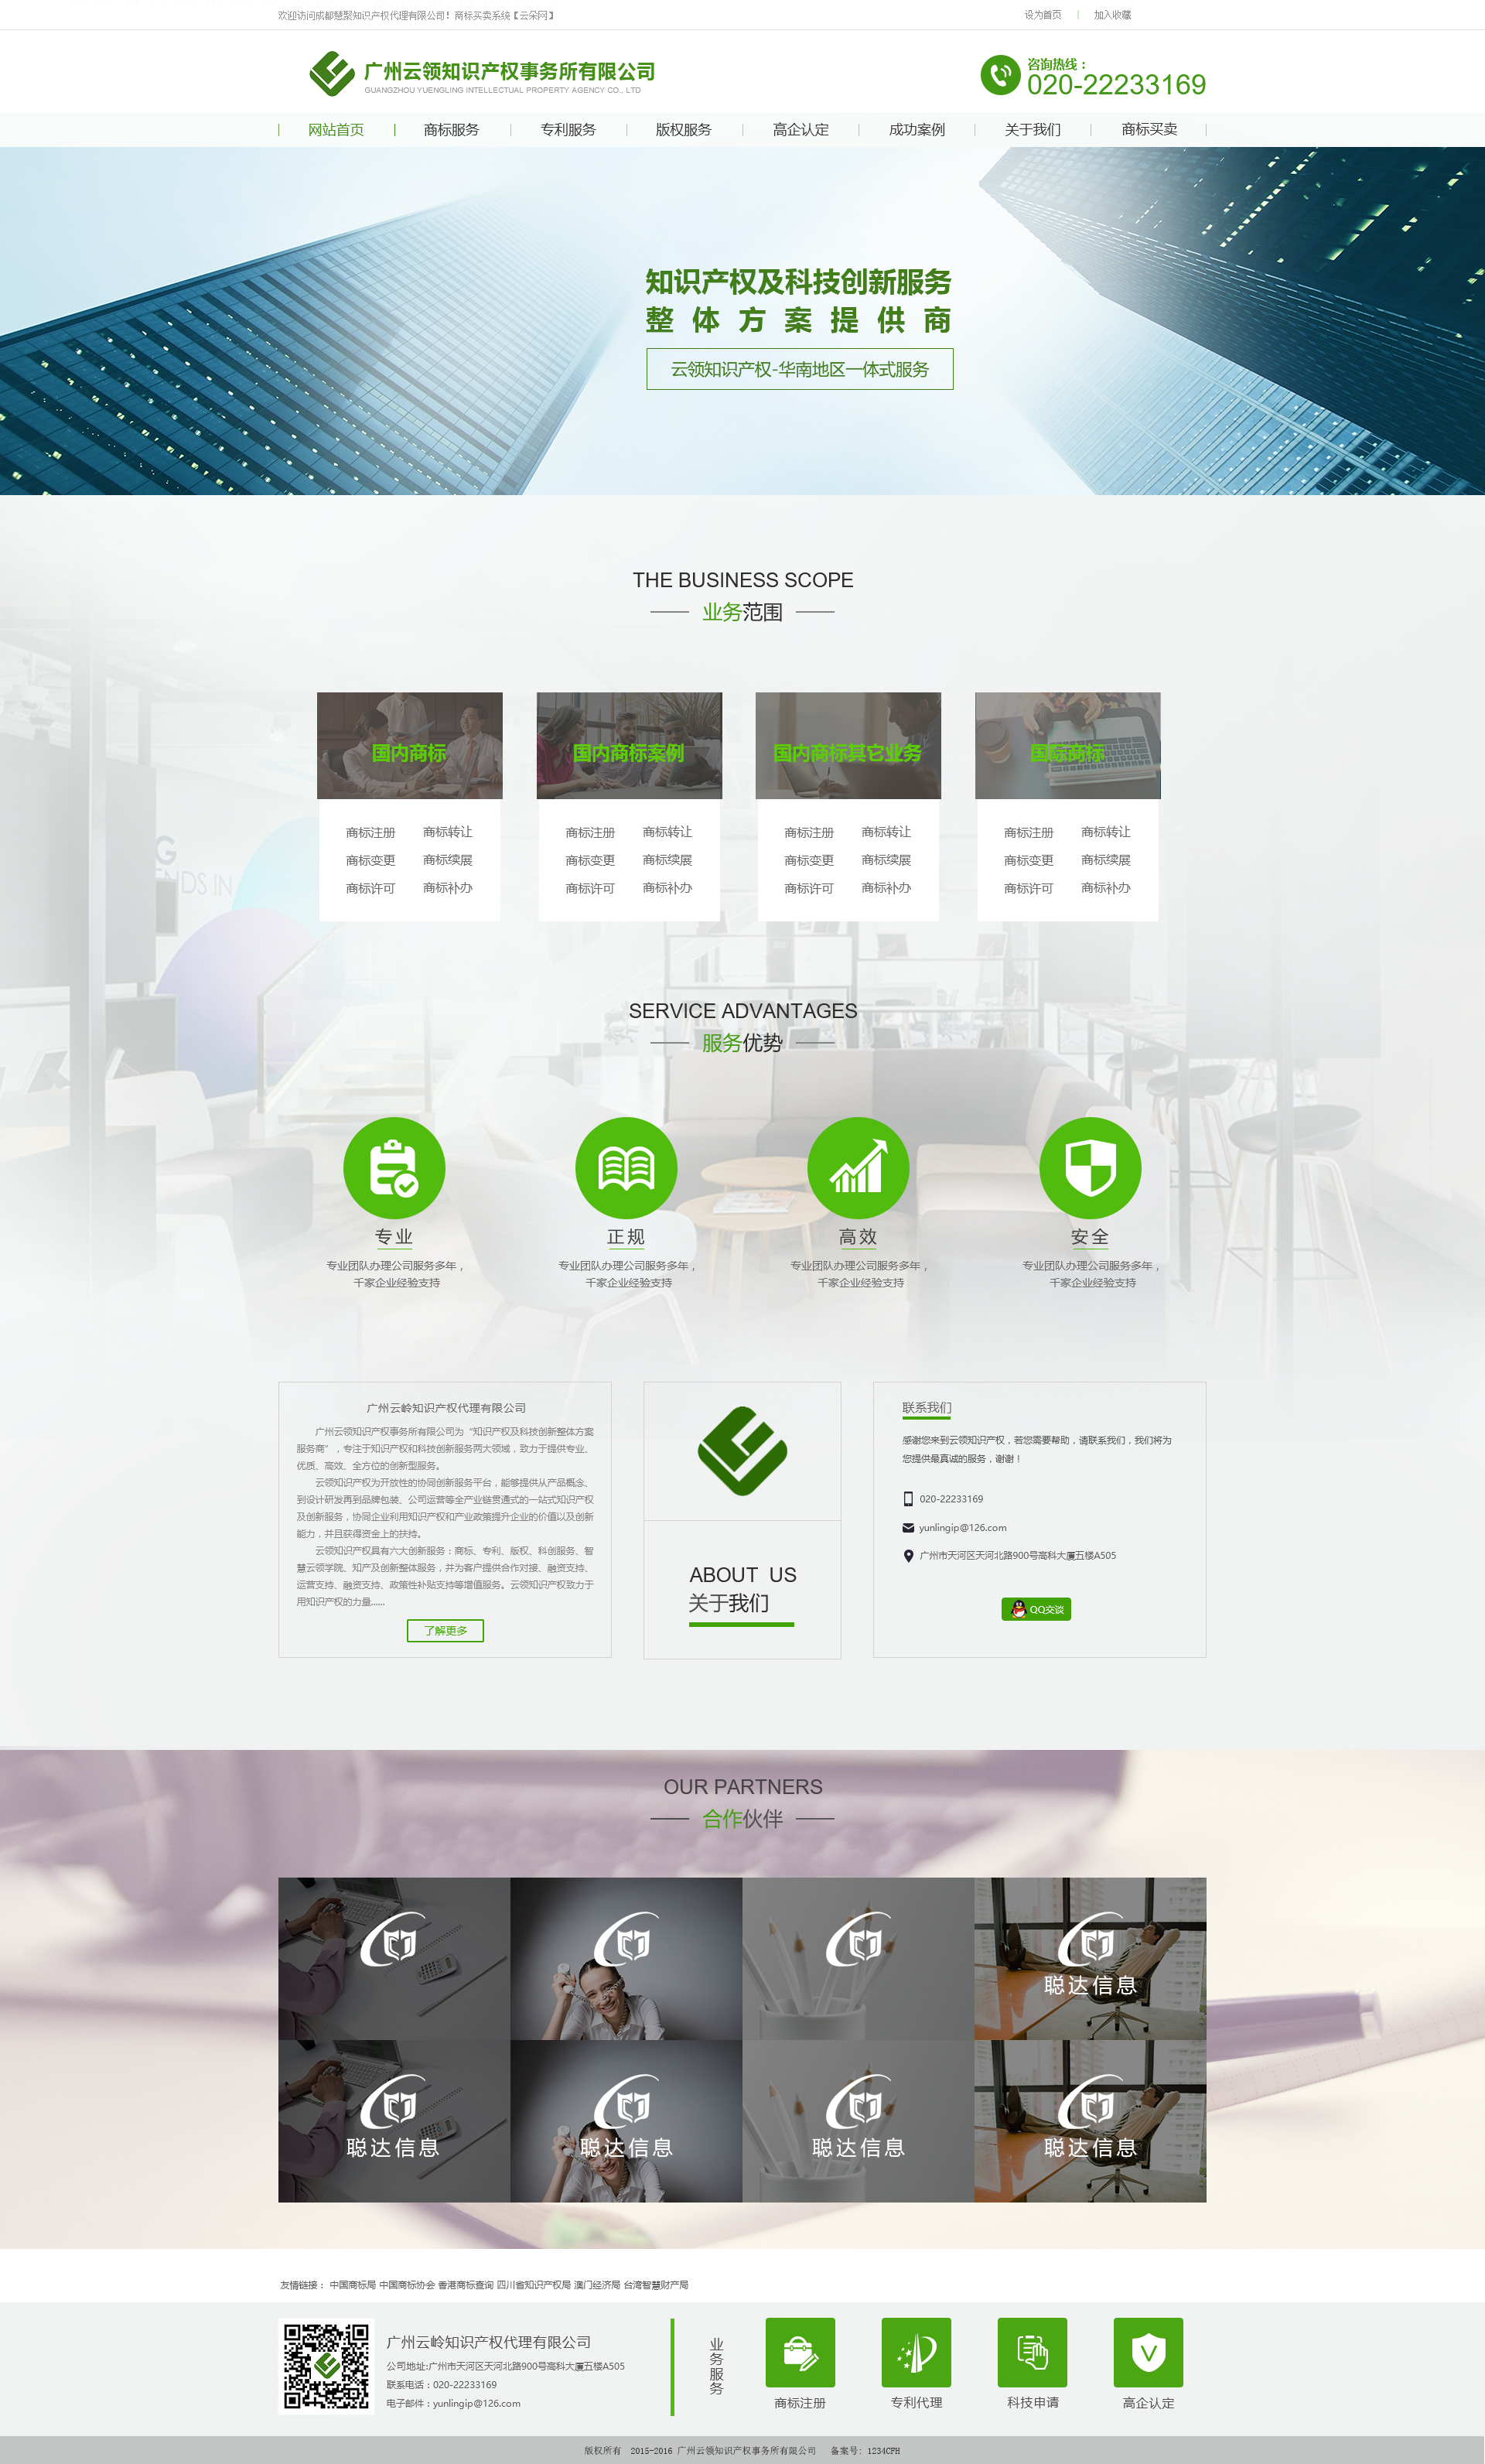 欢迎访问成都慧聚知识产权代理有限公司！商标买卖系统【云朵网】
设为首页 | 加入收藏
广州云领知识产权事务所有限公司
GUANGZHOU YUENGLING INTELLECTUAL PROPERTY AGENCY CO., LTD
咨询热线：
020-22233169
网站首页 商标服务 专利服务 版权服务 高企认定 成功案例 关于我们 商标买卖
知识产权及科技创新服务
整体方案提供商
云领知识产权-华南地区一体式服务
THE BUSINESS SCOPE
业务范围
国内商标 国内商标案例 国内商标其它业务 国际商标
商标注册 商标转让 商标注册 商标转让 商标注册 商标转让 商标注册 商标转让
商标变更 商标续展 商标变更 商标续展 商标变更 商标续展 商标变更 商标续展
商标许可 商标补办 商标许可 商标补办 商标许可 商标补办 商标许可 商标补办
SERVICE ADVANTAGES
服务优势
专业 正规 高效 安全
专业团队办理公司服务多年， 专业团队办理公司服务多年， 专业团队办理公司服务多年， 专业团队办理公司服务多年，
千家企业经验支持 千家企业经验支持 千家企业经验支持 千家企业经验支持
广州云岭知识产权代理有限公司
广州云领知识产权事务所有限公司为“知识产权及科技创新整体方案
服务商”，专注于知识产权和科技创新服务两大领域，致力于提供专业、
优质、高效、全方位的创新型服务。
云领知识产权为开放性的协同创新服务平台，能够提供从产品概念、
到设计研发再到品牌包装、公司运营等全产业链贯通式的一站式知识产权
及创新服务，协同企业利用知识产权和产业政策提升企业的价值以及创新
能力，并且获得资金上的扶持。
云领知识产权具有六大创新服务：商标、专利、版权、科创服务、智
慧云领学院、知产及创新整体服务，并为客户提供合作对接、融资支持、
运营支持、融资支持、政策性补贴支持等增值服务。云领知识产权致力于
用知识产权的力量......
了解更多
ABOUT US
关于我们
联系我们
感谢您来到云领知识产权，若您需要帮助，请联系我们，我们将为
您提供最真诚的服务，谢谢！
020-22233169
yunlingip@126.com
广州市天河区天河北路900号高科大厦五楼A505
QQ交谈
OUR PARTNERS
合作伙伴
聪达信息
聪达信息 聪达信息 聪达信息 聪达信息
友情链接： 中国商标局 中国商标协会 香港商标查询 四川省知识产权局 澳门经济局 台湾智慧财产局
广州云岭知识产权代理有限公司
公司地址:广州市天河区天河北路900号高科大厦五楼A505
联系电话：020-22233169
电子邮件：yunlingip@126.com
业务服务
商标注册 专利代理 科技申请 高企认定
版权所有 2015-2016 广州云领知识产权事务所有限公司 备案号: 1234CFH